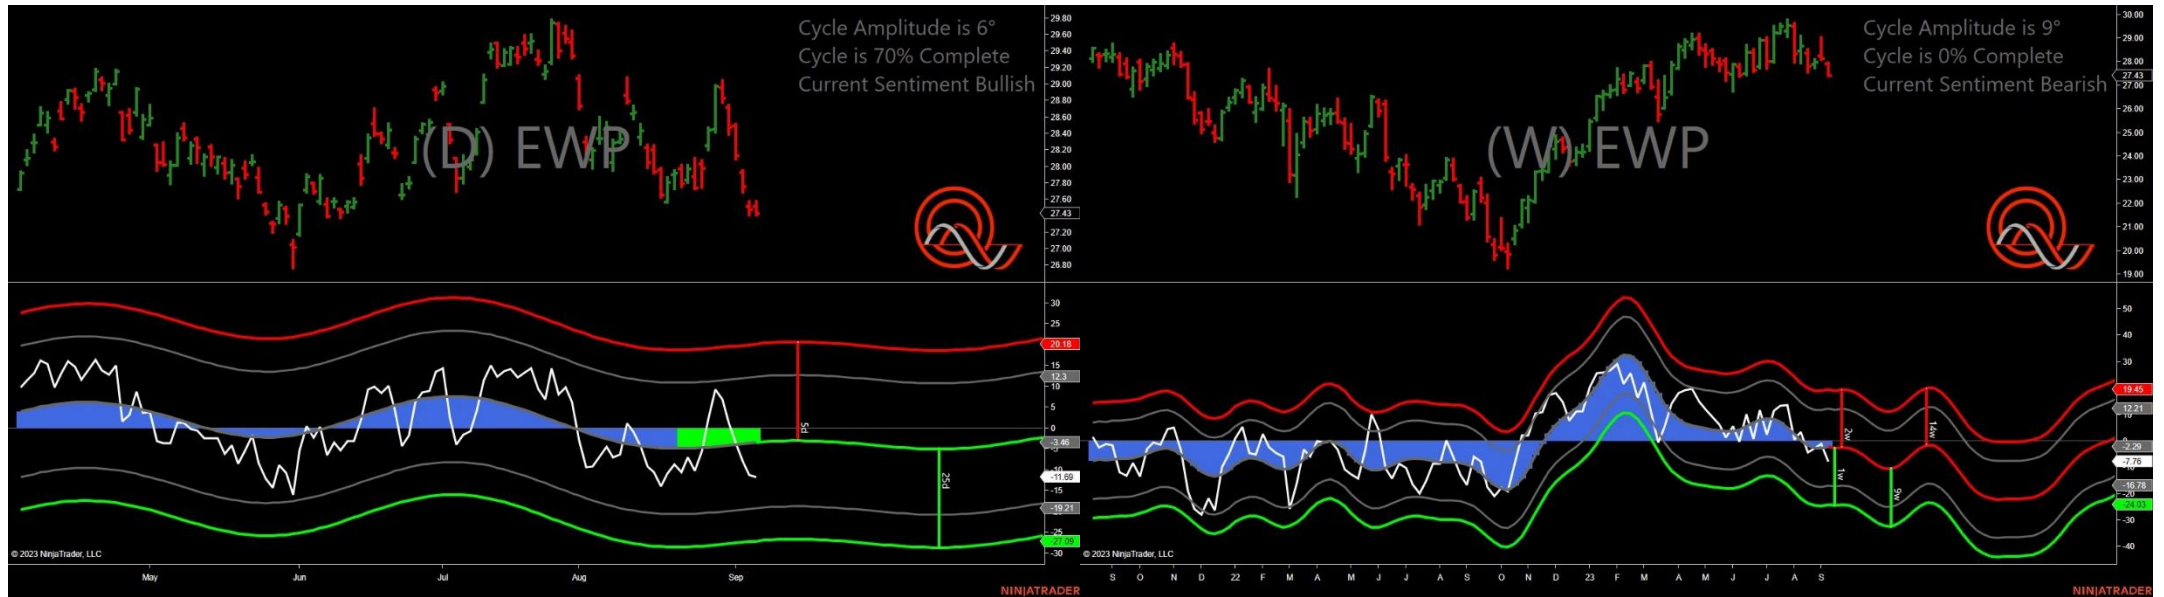 Cycle Amplitude is 6°
Cycle is 70% Complete
Current Sentiment Bullish
(D) EWP
29.80
29.60
29.40
29.20
29.00
28.80
28.60
28.40
28.20
28.00
27.80
27.60
27.43
27.20
27.00
26.80
30
25
20.18
15
12.3
10
5
0
-3.46
-5
-11.69
-15
-19.21
-25
-27.09
-30
5d
25d
© 2023 NinjaTrader, LLC
May Jun Jul Aug Sep
NINJATRADER
Cycle Amplitude is 9°
Cycle is 0% Complete
Current Sentiment Bearish
(W) EWP
30.00
29.00
28.00
27.43
27.00
26.00
25.00
24.00
23.00
22.00
21.00
20.00
19.00
50
40
30
19.45
12.21
-2.29
-7.76
-16.78
-20
-24.03
-30
-40
2w
14w
1w
9w
© 2023 NinjaTrader, LLC
S O N D 22 F M A M J J A S O N D 23 F M A M J J A S
NINJATRADER